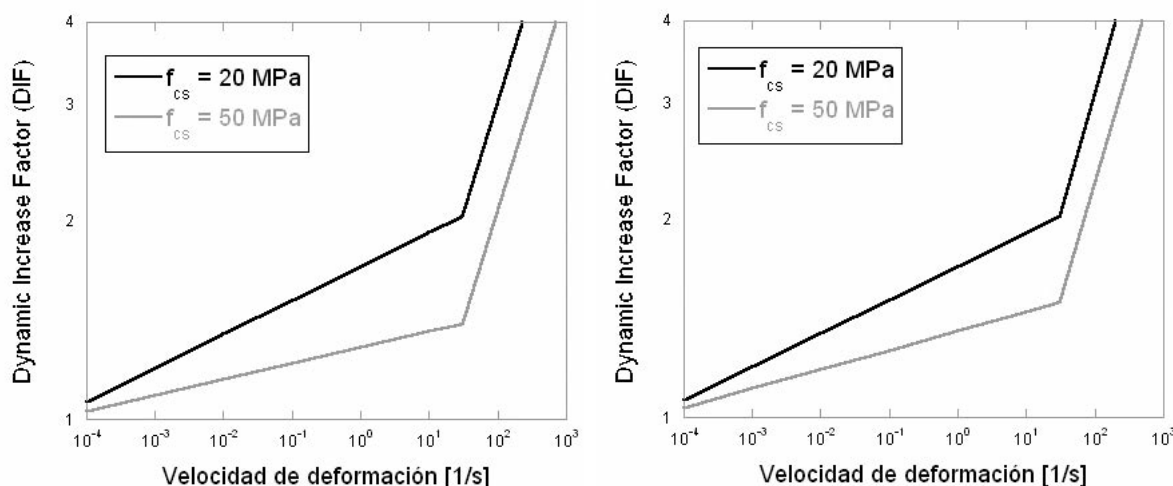 4
3
2
1
Dynamic Increase Factor (DIF)
f_cs = 20 MPa
f_cs = 50 MPa
10^-4 10^-3 10^-2 10^-1 10^0 10^1 10^2 10^3
Velocidad de deformación [1/s]
4
3
2
1
Dynamic Increase Factor (DIF)
f_cs = 20 MPa
f_cs = 50 MPa
10^-4 10^-3 10^-2 10^-1 10^0 10^1 10^2 10^3
Velocidad de deformación [1/s]